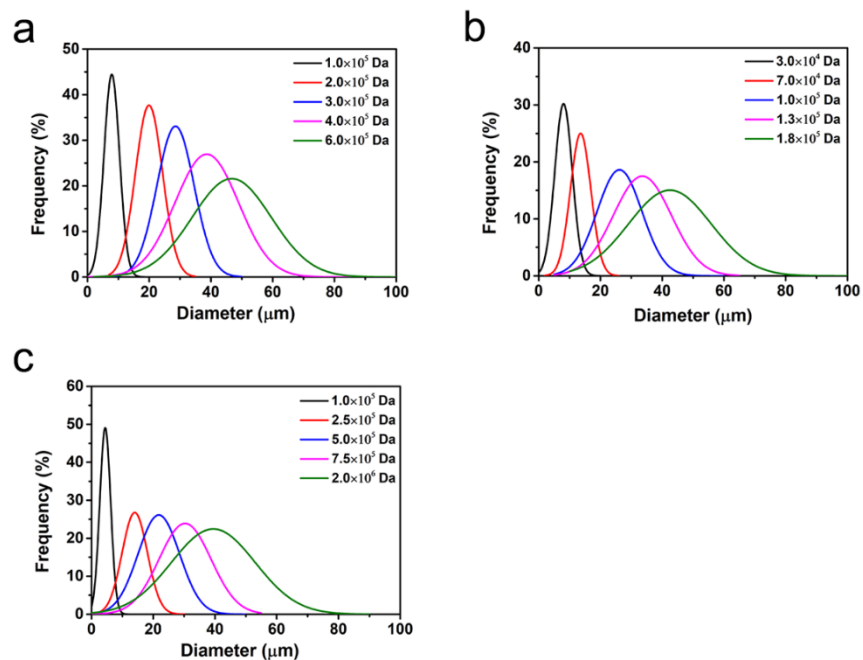 a
50
40
30
20
10
0
Frequency (%)
0 20 40 60 80 100
Diameter (μm)
1.0×10⁵ Da
2.0×10⁵ Da
3.0×10⁵ Da
4.0×10⁵ Da
6.0×10⁵ Da
b
40
30
20
10
0
Frequency (%)
0 20 40 60 80 100
Diameter (μm)
3.0×10⁴ Da
7.0×10⁴ Da
1.0×10⁵ Da
1.3×10⁵ Da
1.8×10⁵ Da
c
60
50
40
30
20
10
0
Frequency (%)
0 20 40 60 80 100
Diameter (μm)
1.0×10⁵ Da
2.5×10⁵ Da
5.0×10⁵ Da
7.5×10⁵ Da
2.0×10⁶ Da